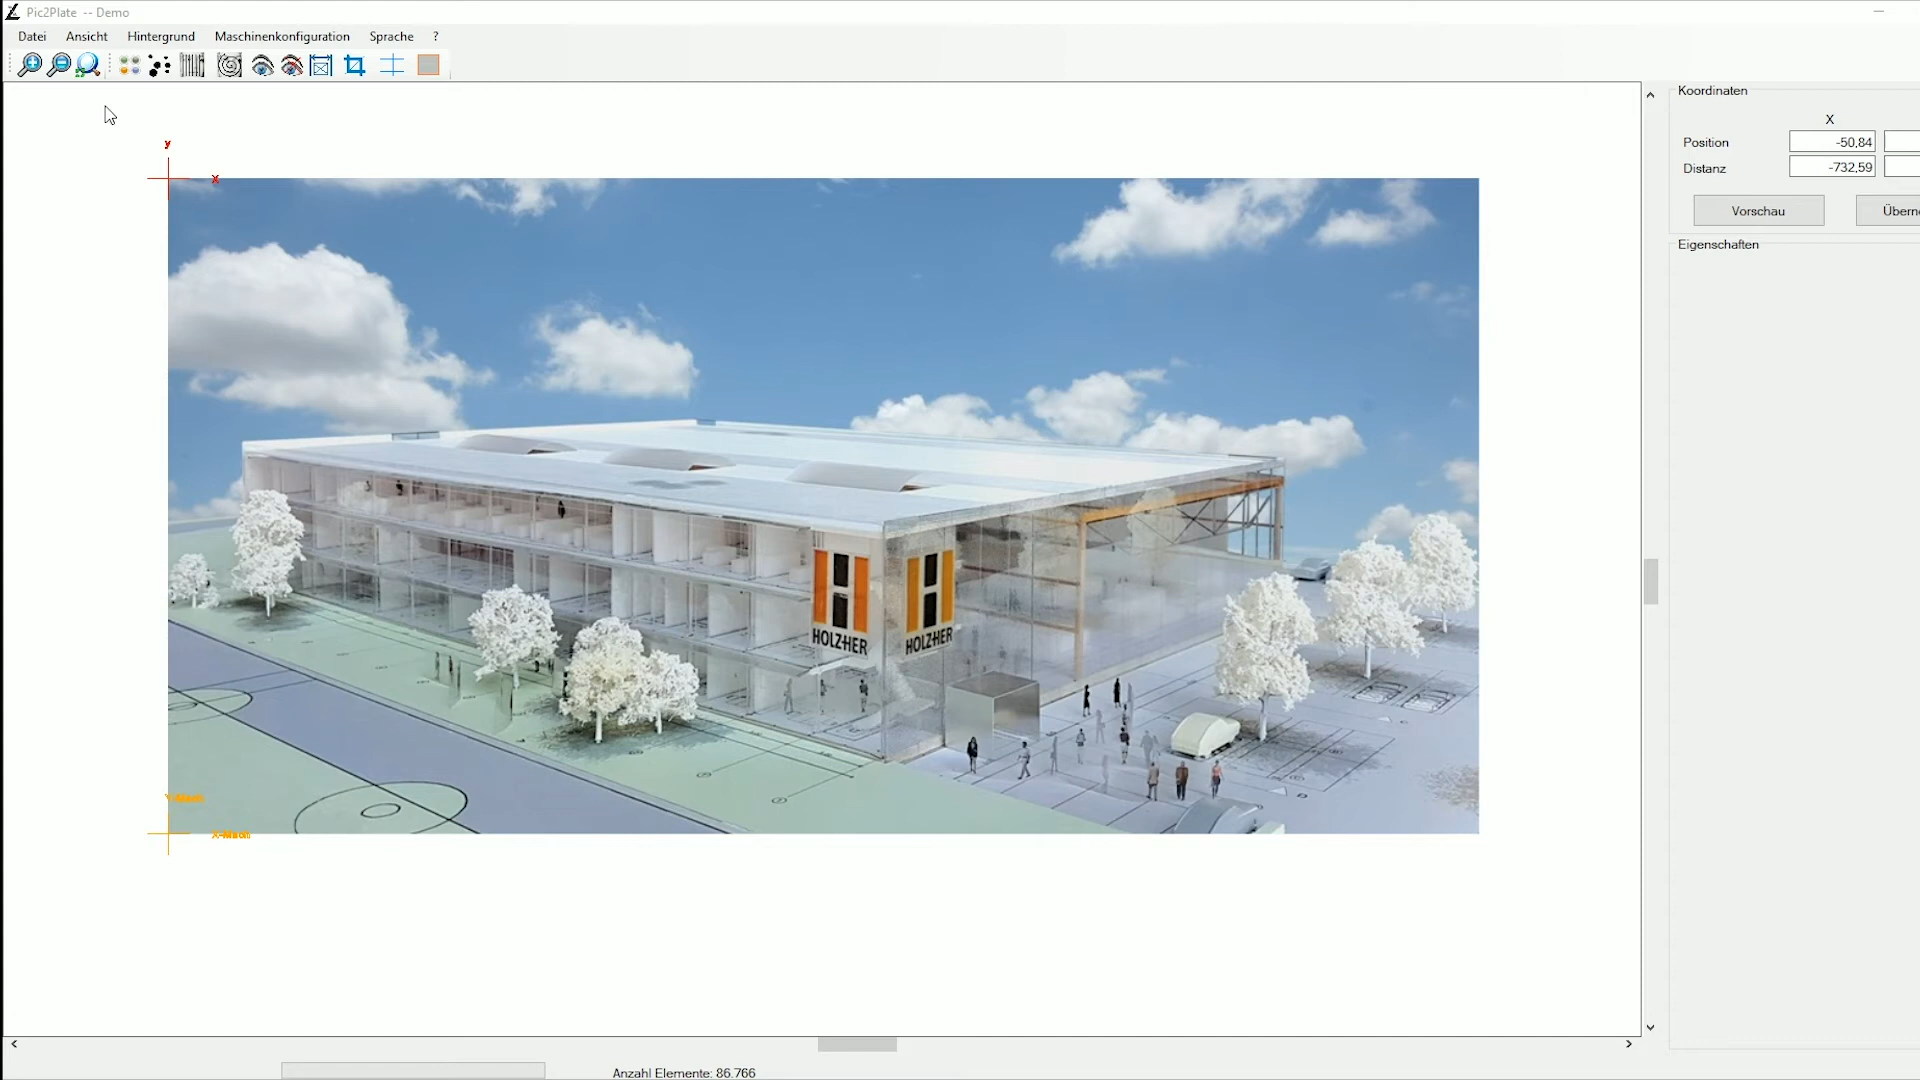 Pic2Plate -- Demo
Datei Ansicht Hintergrund Maschinenkonfiguration Sprache ?
Koordinaten
X
Position -50,84
Distanz -732,59
Vorschau
Eigenschaften
y
x
HOLZHER HOLZHER
Anzahl Elemente: 86.766